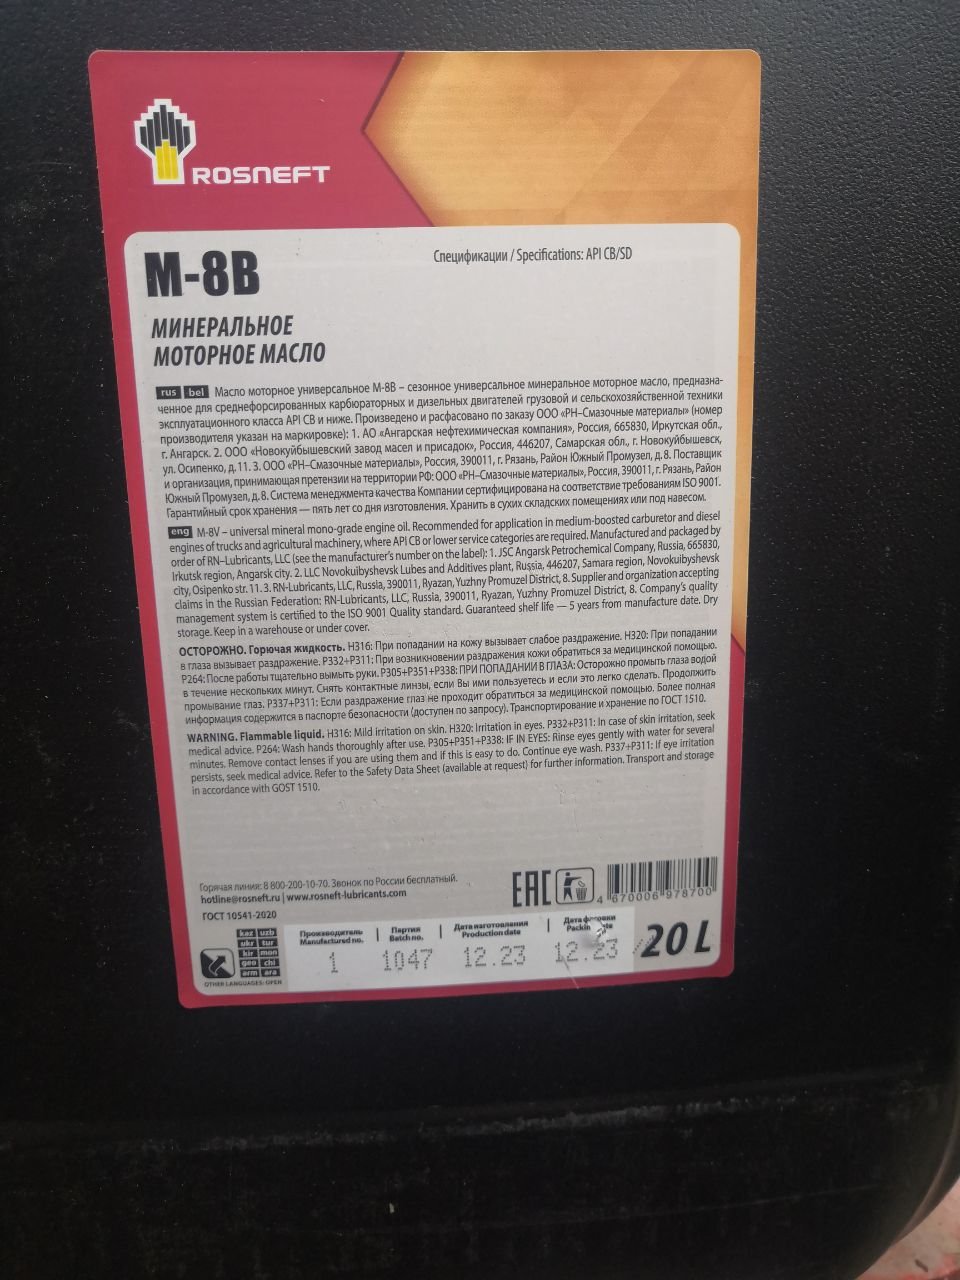 ROSNEFT
М-8В
Спецификации / Specifications: API CB/SD
МИНЕРАЛЬНОЕ
МОТОРНОЕ МАСЛО
rus bel Масло моторное универсальное М-8В – сезонное универсальное минеральное моторное масло, предназна-
ченное для среднефорсированных карбюраторных и дизельных двигателей грузовой и сельскохозяйственной техники
эксплуатационного класса API CB и ниже. Произведено и расфасовано по заказу ООО «РН–Смазочные материалы» (номер
производителя указан на маркировке): 1. АО «Ангарская нефтехимическая компания», Россия, 665830, Иркутская обл.,
г. Ангарск. 2. ООО «Новокуйбышевский завод масел и присадок», Россия, 446207, Самарская обл., г. Новокуйбышевск,
ул. Осипенко, д. 11. 3. ООО «РН–Смазочные материалы», Россия, 390011, г. Рязань, Район Южный Промузел, д. 8. Поставщик
и организация, принимающая претензии на территории РФ: ООО «РН–Смазочные материалы», Россия, 390011, г. Рязань, Район
Южный Промузел, д. 8. Система менеджмента качества Компании сертифицирована на соответствие требованиям ISO 9001.
Гарантийный срок хранения — пять лет со дня изготовления. Хранить в сухих складских помещениях или под навесом.
eng M-8V – universal mineral mono-grade engine oil. Recommended for application in medium-boosted carburetor and diesel
engines of trucks and agricultural machinery, where API CB or lower service categories are required. Manufactured and packaged by
order of RN–Lubricants, LLC (see the manufacturer's number on the label): 1. JSC Angarsk Petrochemical Company, Russia, 665830,
Irkutsk region, Angarsk city. 2. LLC Novokuibyshevsk Lubes and Additives plant, Russia, 446207, Samara region, Novokuibyshevsk
city, Osipenko str. 11. 3. RN-Lubricants, LLC, Russia, 390011, Ryazan, Yuzhny Promuzel District, 8. Supplier and organization accepting
claims in the Russian Federation: RN-Lubricants, LLC, Russia, 390011, Ryazan, Yuzhny Promuzel District, 8. Company's quality
management system is certified to the ISO 9001 Quality standard. Guaranteed shelf life — 5 years from manufacture date. Dry
storage. Keep in a warehouse or under cover.
ОСТОРОЖНО. Горючая жидкость. H316: При попадании на кожу вызывает слабое раздражение. H320: При попадании
в глаза вызывает раздражение. P332+P311: При возникновении раздражения кожи обратиться за медицинской помощью.
P264: После работы тщательно вымыть руки. P305+P351+P338: ПРИ ПОПАДАНИИ В ГЛАЗА: Осторожно промыть глаза водой
в течение нескольких минут. Снять контактные линзы, если Вы ими пользуетесь и если это легко сделать. Продолжить
промывание глаз. P337+P311: Если раздражение глаз не проходит обратиться за медицинской помощью. Более полная
информация содержится в паспорте безопасности (доступен по запросу). Транспортирование и хранение по ГОСТ 1510.
WARNING. Flammable liquid. H316: Mild irritation on skin. H320: Irritation in eyes. P332+P311: In case of skin irritation, seek
medical advice. P264: Wash hands thoroughly after use. P305+P351+P338: IF IN EYES: Rinse eyes gently with water for several
minutes. Remove contact lenses if you are using them and if this is easy to do. Continue eye wash. P337+P311: If eye irritation
persists, seek medical advice. Refer to the Safety Data Sheet (available at request) for further information. Transport and storage
in accordance with GOST 1510.
Горячая линия: 8 800-200-10-70. Звонок по России бесплатный.
hotline@rosneft.ru | www.rosneft-lubricants.com
EAC
4 670006 978700
ГОСТ 10541-2020
kaz uzb
ukr tur
kir mon
geo chi
arm ara
OTHER LANGUAGES: OPEN
Производитель Партия Дата изготовления Дата
Manufactured no. Batch no. Production date
1 1047 12.23 12.23
20 L